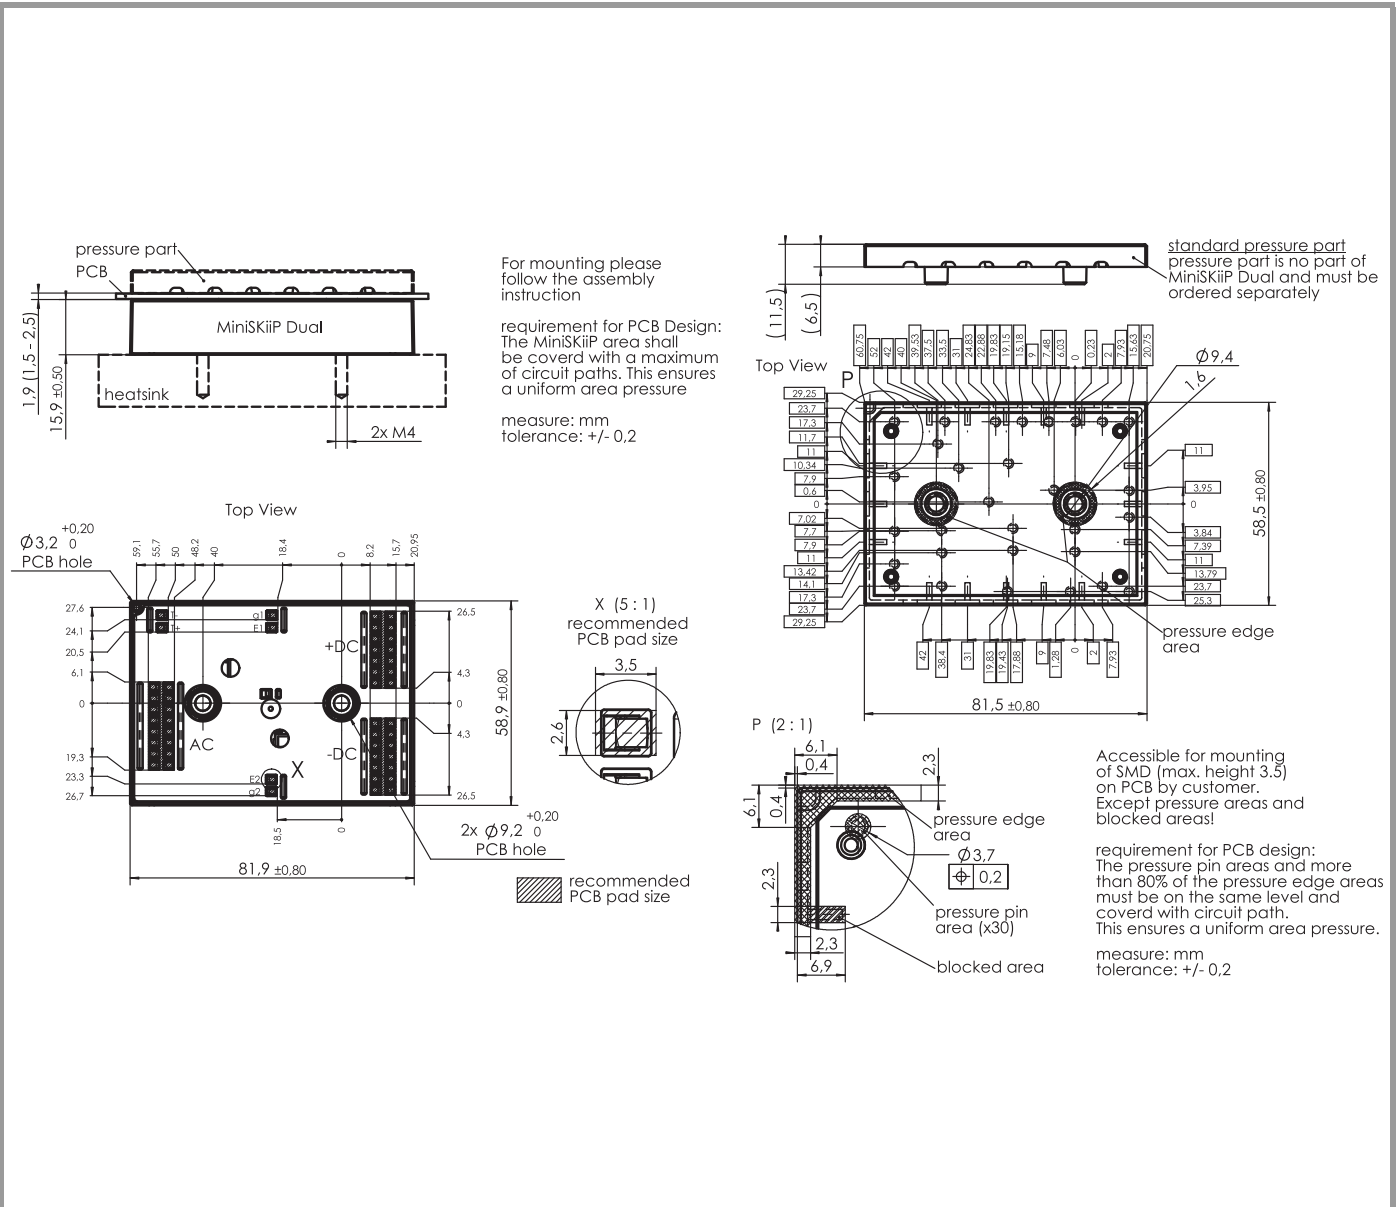 pressure part
PCB
MiniSKiiP Dual
heatsink
1,9 (1,5 - 2,5)
15,9 ±0,50
2x M4
For mounting please
follow the assembly
instruction
requirement for PCB Design:
The MiniSKiiP area shall
be coverd with a maximum
of circuit paths. This ensures
a uniform area pressure
measure: mm
tolerance: +/- 0,2
Top View
+0,20
Ø3,2 0
PCB hole
59,1
55,7
50
48,2
40
18,4
0
8,2
15,7
20,95
27,6
24,1
20,5
6,1
0
19,3
23,3
26,7
T-
T+
g1
E1
+DC
AC
-DC
E2
g2
X
26,5
4,3
0
4,3
26,5
58,9 ±0,80
18,5
0
81,9 ±0,80
+0,20
2x Ø9,2 0
PCB hole
X (5 : 1)
recommended
PCB pad size
3,5
2,6
recommended
PCB pad size
(11,5)
(6,5)
standard pressure part
pressure part is no part of
MiniSKiiP Dual and must be
ordered separately
Top View
P
60,75
52
42
40
39,53
37,5
33,5
31
24,83
22,88
19,83
19,15
15,18
9
7,48
6,03
0
0,23
2
7,93
15,63
20,75
Ø9,4
1,6
29,25
23,7
17,3
11,7
11
10,34
7,9
0,6
0
7,02
7,7
7,9
11
13,42
14,1
17,3
23,7
29,25
11
3,95
0
3,84
7,39
11
13,79
23,7
25,3
58,5 ±0,80
42
38,4
31
19,83
19,43
17,88
9
1,28
0
2
7,93
pressure edge
area
81,5 ±0,80
P (2 : 1)
6,1
0,4
2,3
6,1
0,4
2,3
pressure edge
area
Ø3,7
0,2
pressure pin
area (x30)
2,3
6,9
blocked area
Accessible for mounting
of SMD (max. height 3.5)
on PCB by customer.
Except pressure areas and
blocked areas!
requirement for PCB design:
The pressure pin areas and more
than 80% of the pressure edge areas
must be on the same level and
coverd with circuit path.
This ensures a uniform area pressure.
measure: mm
tolerance: +/- 0,2